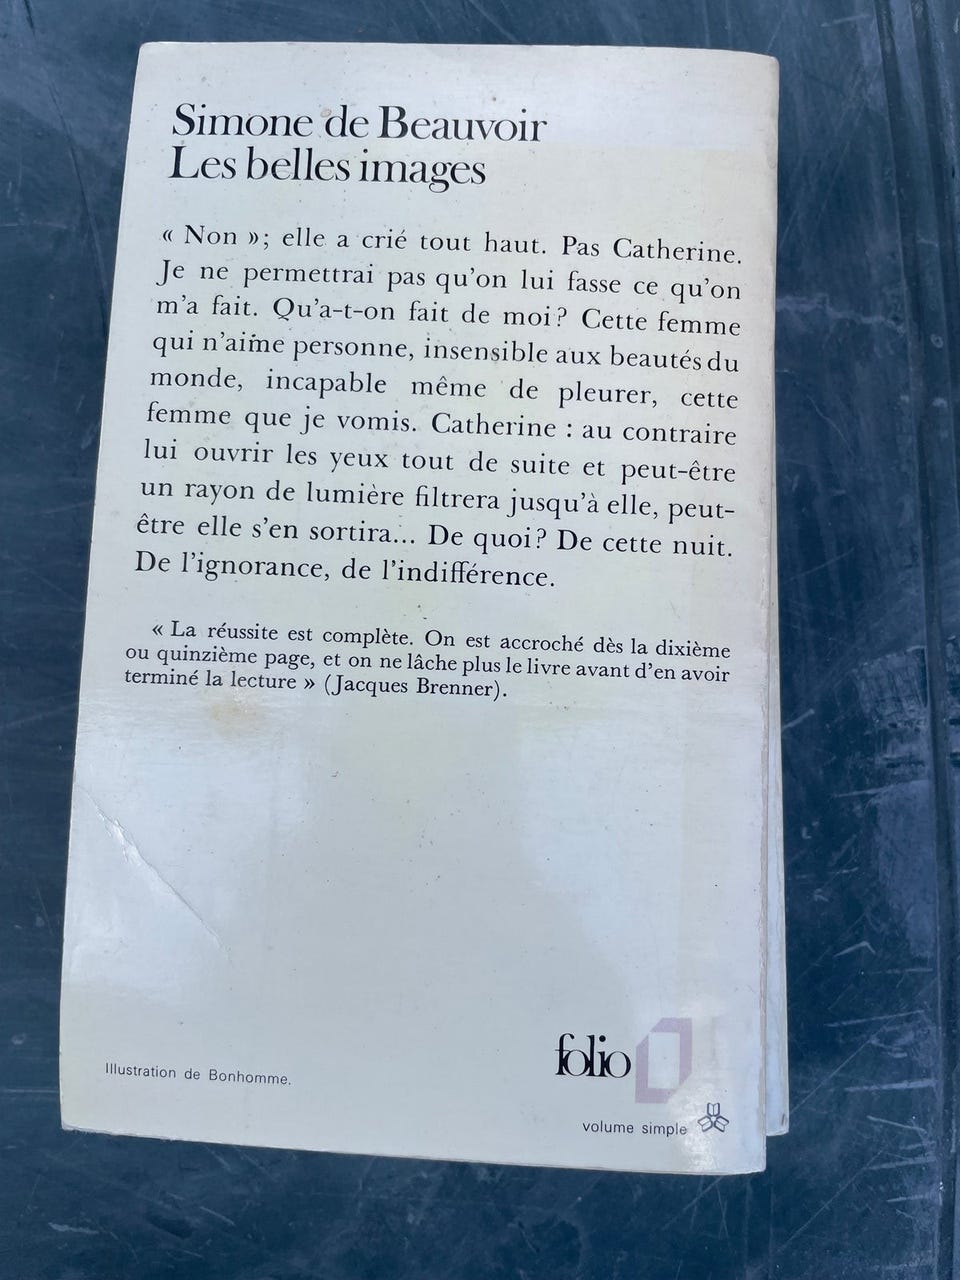 Simone de Beauvoir
Les belles images
« Non »; elle a crié tout haut. Pas Catherine.
Je ne permettrai pas qu'on lui fasse ce qu'on
m'a fait. Qu'a-t-on fait de moi? Cette femme
qui n'aime personne, insensible aux beautés du
monde, incapable même de pleurer, cette
femme que je vomis. Catherine : au contraire
lui ouvrir les yeux tout de suite et peut-être
un rayon de lumière filtrera jusqu'à elle, peut-
être elle s'en sortira... De quoi? De cette nuit.
De l'ignorance, de l'indifférence.
« La réussite est complète. On est accroché dès la dixième
ou quinzième page, et on ne lâche plus le livre avant d'en avoir
terminé la lecture » (Jacques Brenner).
folio
Illustration de Bonhomme.
volume simple